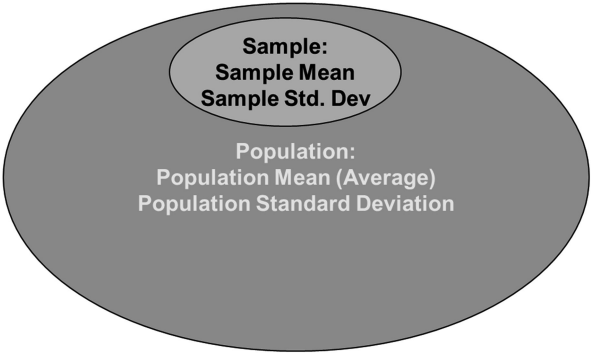 Sample:
Sample Mean
Sample Std. Dev
Population:
Population Mean (Average)
Population Standard Deviation